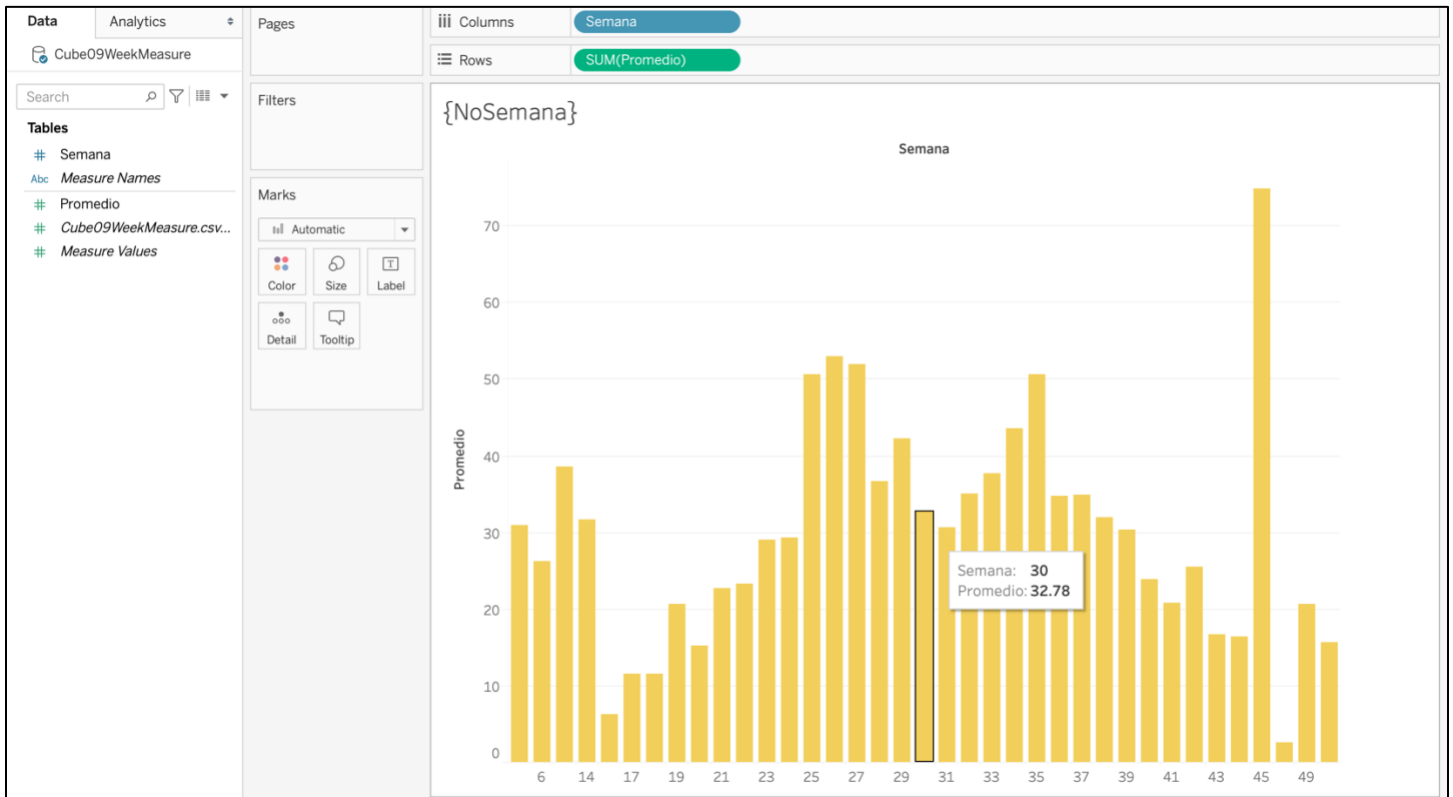 Data
Analytics
Cube09WeekMeasure
Search
Tables
# Semana
Abc Measure Names
# Promedio
# Cube09WeekMeasure.csv...
# Measure Values
Pages
Filters
Marks
Automatic
Color Size Label
Detail Tooltip
Columns Semana
Rows SUM(Promedio)
{NoSemana}
Semana
Promedio
70
60
50
40
30
20
10
0
Semana: 30
Promedio: 32.78
6 14 17 19 21 23 25 27 29 31 33 35 37 39 41 43 45 49